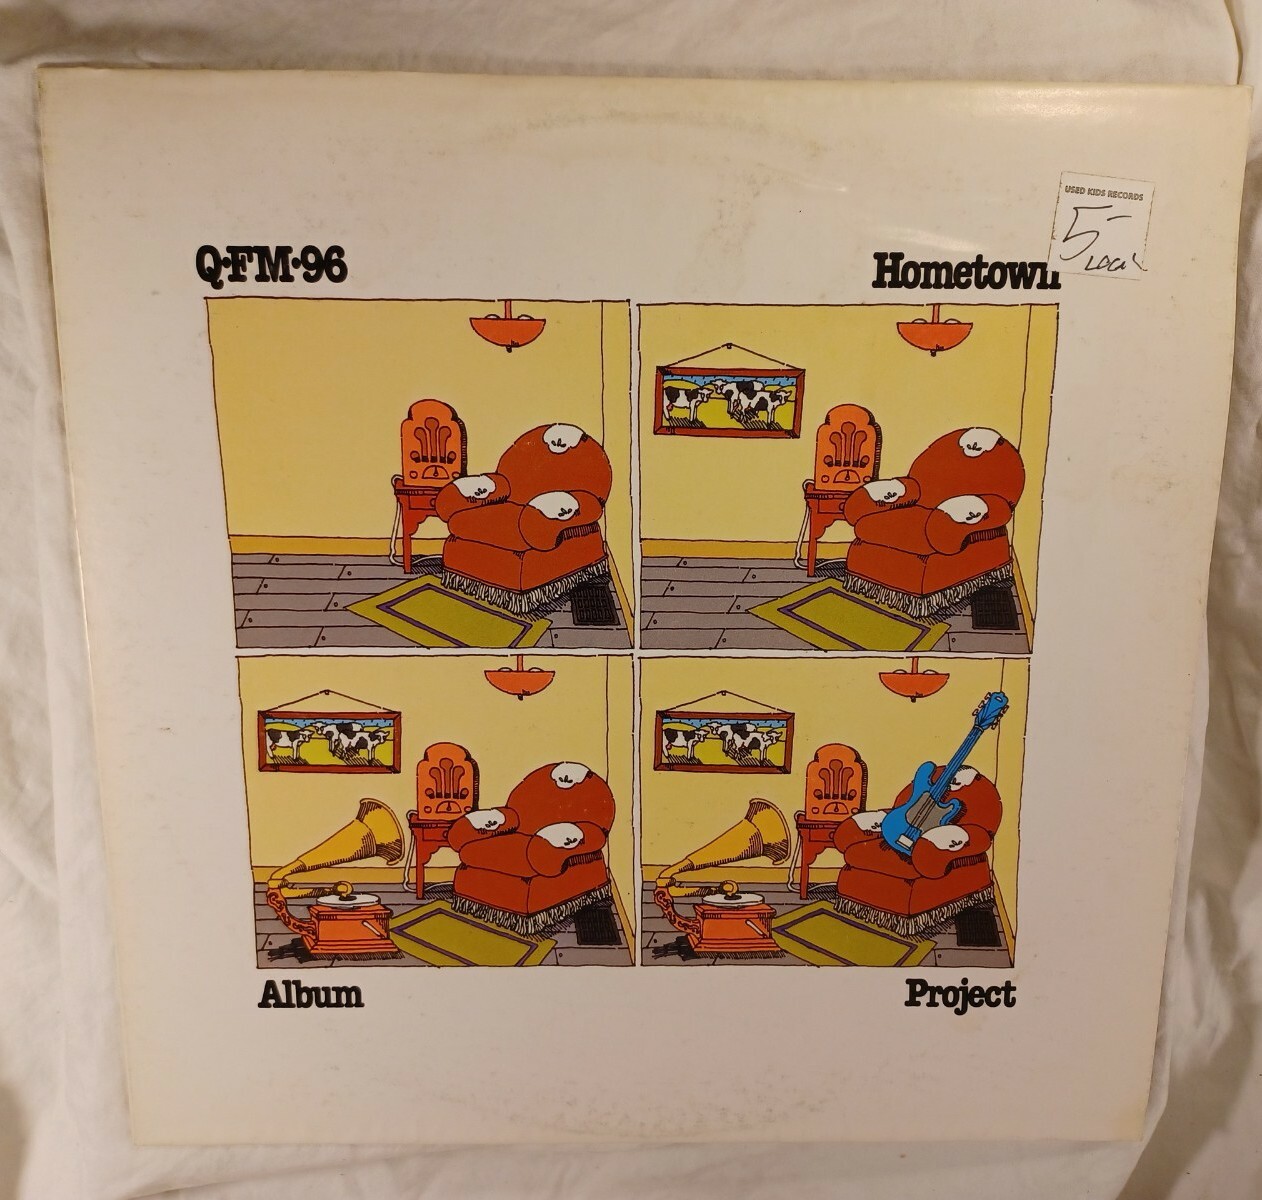 Q·FM·96
Hometown
USED KIDS RECORDS
5-
LOCAL
Album
Project